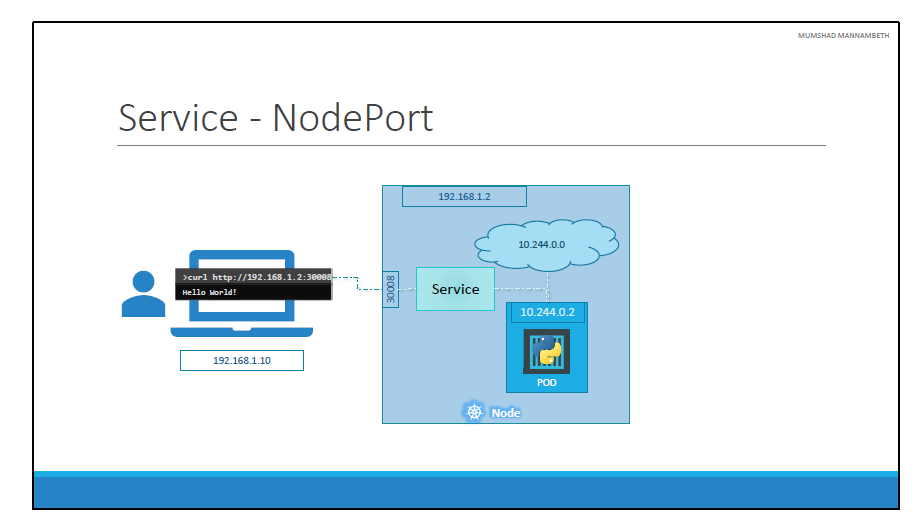 MUMSHAD MANNAMBETH
Service - NodePort
192.168.1.2
10.244.0.0
>curl http://192.168.1.2:30008
Hello World!
30008
Service
10.244.0.2
POD
192.168.1.10
Node